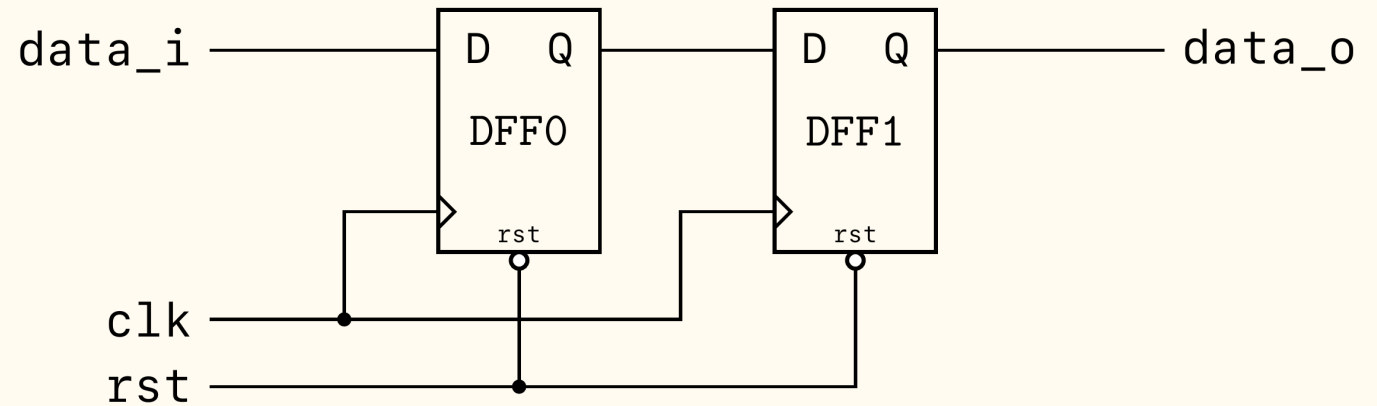 data_i D Q D Q data_o
DFF0 DFF1
rst rst
clk
rst